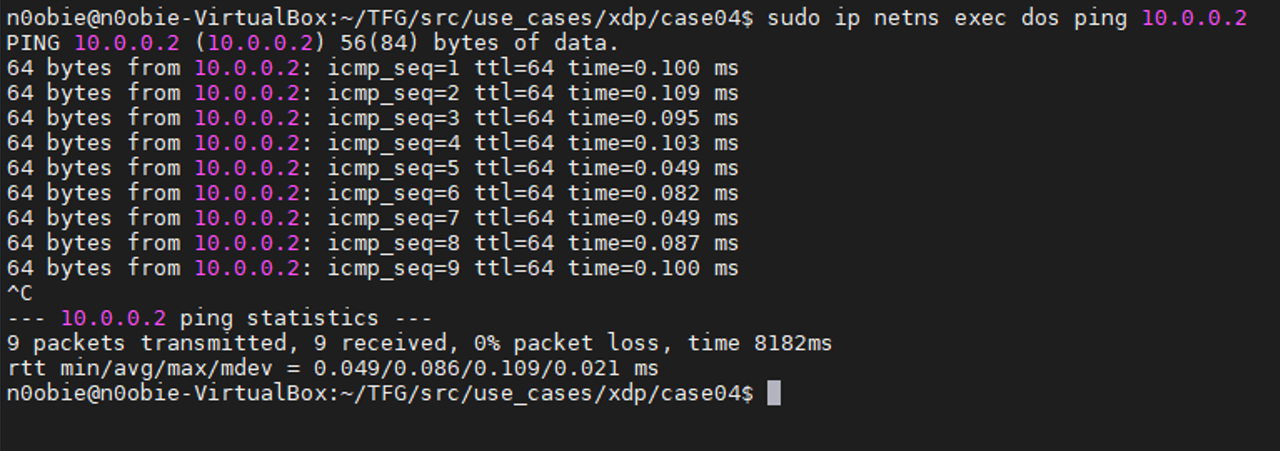 n0obie@n0obie-VirtualBox:~/TFG/src/use_cases/xdp/case04$ sudo ip netns exec dos ping 10.0.0.2
PING 10.0.0.2 (10.0.0.2) 56(84) bytes of data.
64 bytes from 10.0.0.2: icmp_seq=1 ttl=64 time=0.100 ms
64 bytes from 10.0.0.2: icmp_seq=2 ttl=64 time=0.109 ms
64 bytes from 10.0.0.2: icmp_seq=3 ttl=64 time=0.095 ms
64 bytes from 10.0.0.2: icmp_seq=4 ttl=64 time=0.103 ms
64 bytes from 10.0.0.2: icmp_seq=5 ttl=64 time=0.049 ms
64 bytes from 10.0.0.2: icmp_seq=6 ttl=64 time=0.082 ms
64 bytes from 10.0.0.2: icmp_seq=7 ttl=64 time=0.049 ms
64 bytes from 10.0.0.2: icmp_seq=8 ttl=64 time=0.087 ms
64 bytes from 10.0.0.2: icmp_seq=9 ttl=64 time=0.100 ms
^C
--- 10.0.0.2 ping statistics ---
9 packets transmitted, 9 received, 0% packet loss, time 8182ms
rtt min/avg/max/mdev = 0.049/0.086/0.109/0.021 ms
n0obie@n0obie-VirtualBox:~/TFG/src/use_cases/xdp/case04$